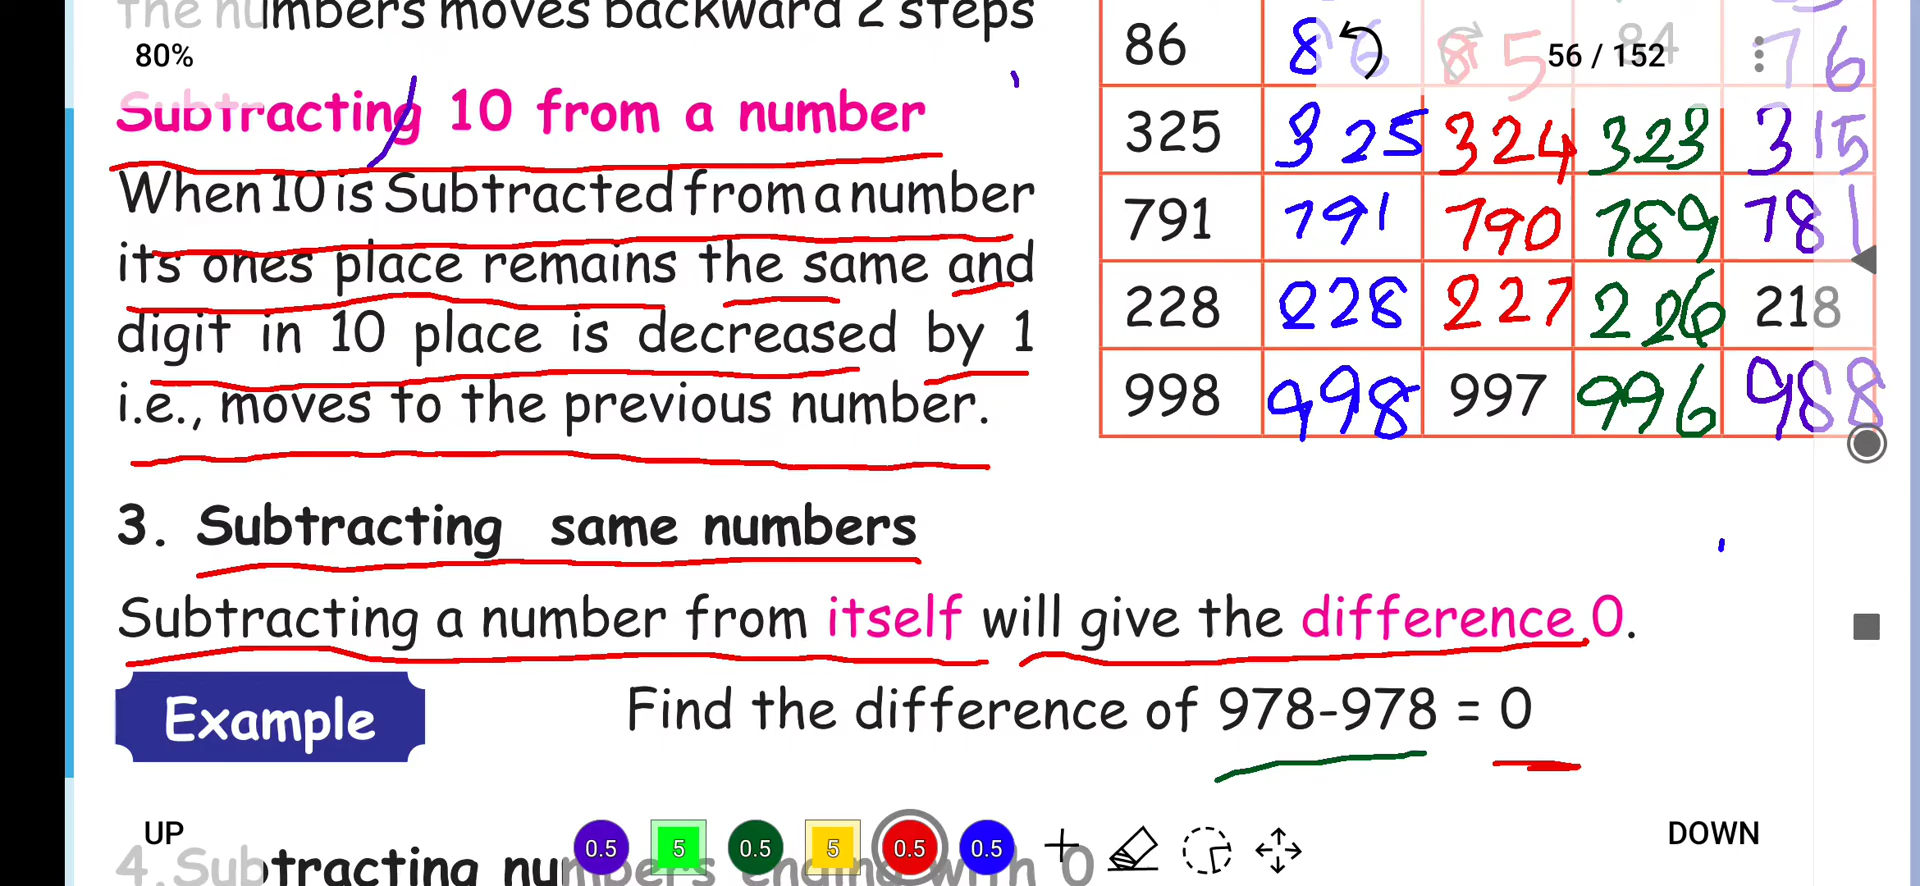 the numbers moves backward 2 steps
80%
Subtracting 10 from a number
When 10 is Subtracted from a number
its ones place remains the same and
digit in 10 place is decreased by 1
i.e., moves to the previous number.
86 86 85 84 76
56 / 152
325 325 324 323 315
791 791 790 789 781
228 228 227 226 218
998 998 997 996 988
3. Subtracting same numbers
Subtracting a number from itself will give the difference 0.
Example Find the difference of 978-978 = 0
UP
DOWN
0.5 5 0.5 5 0.5 0.5
4. Subtracting numbers ending with 0